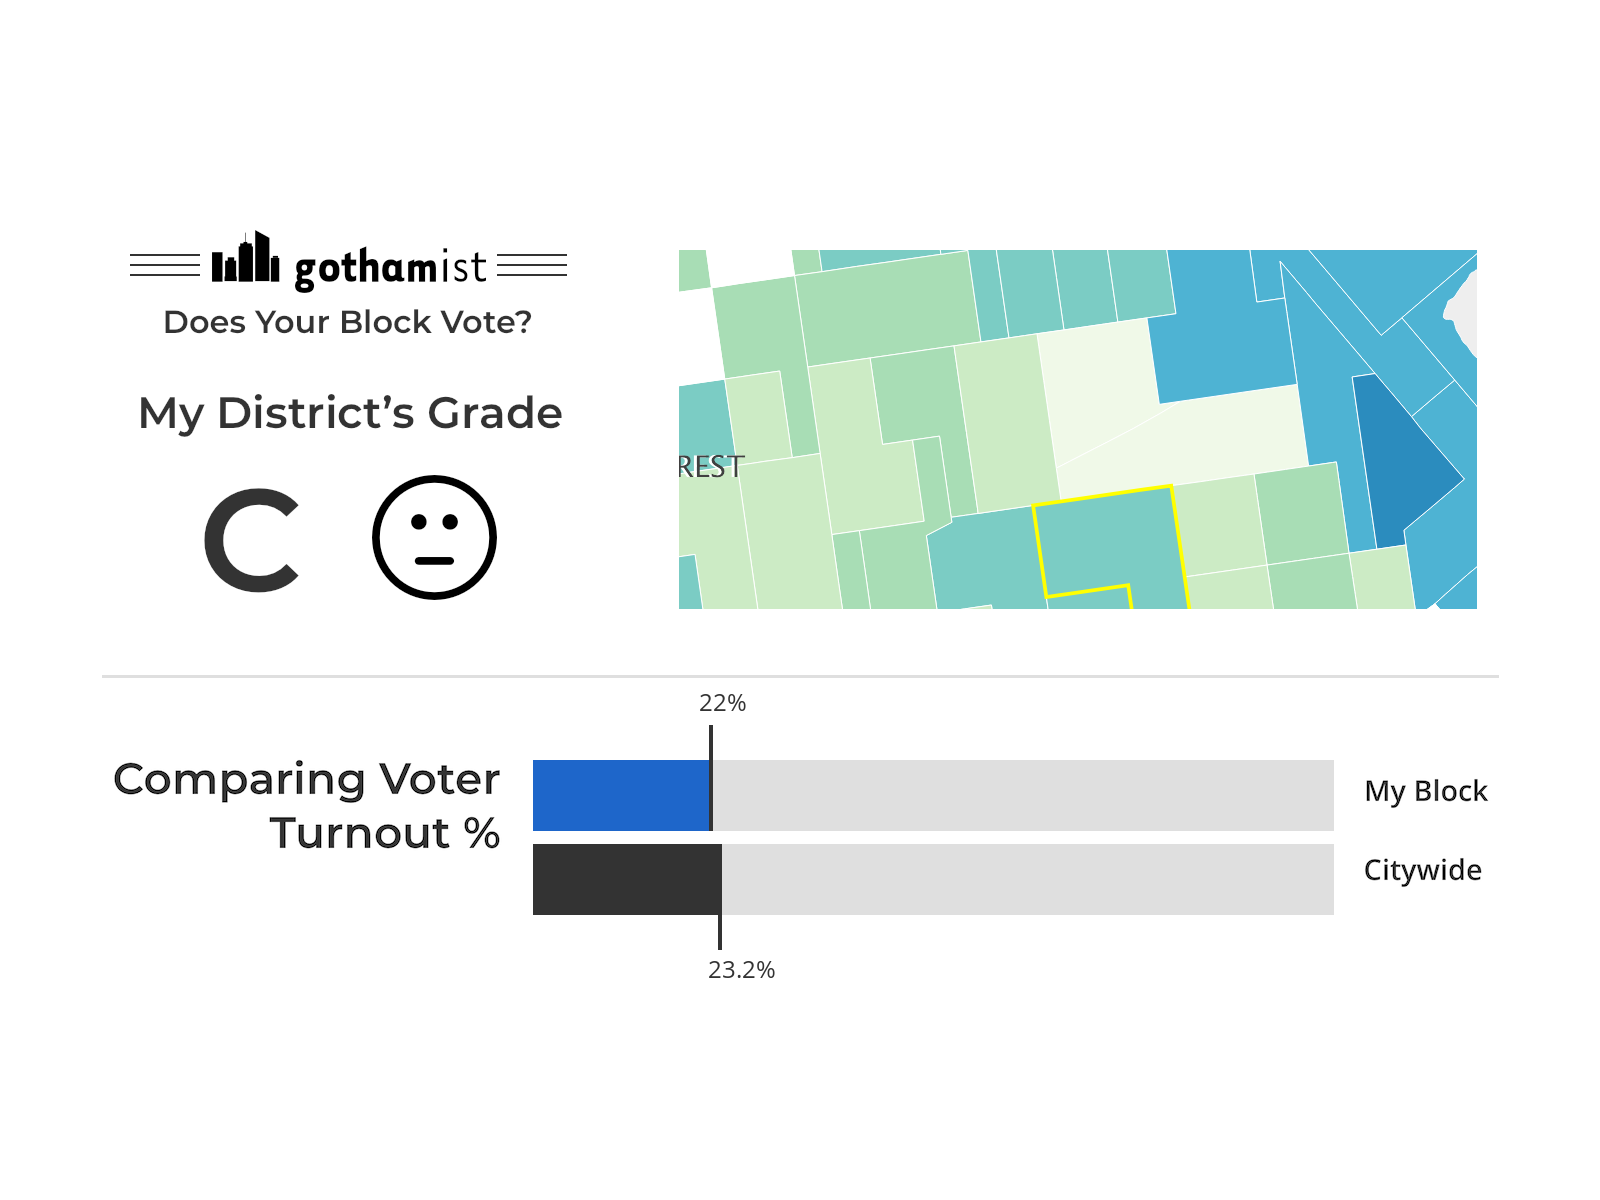 gothamist
Does Your Block Vote?
My District’s Grade
C
REST
22%
Comparing Voter
Turnout %
My Block
Citywide
23.2%